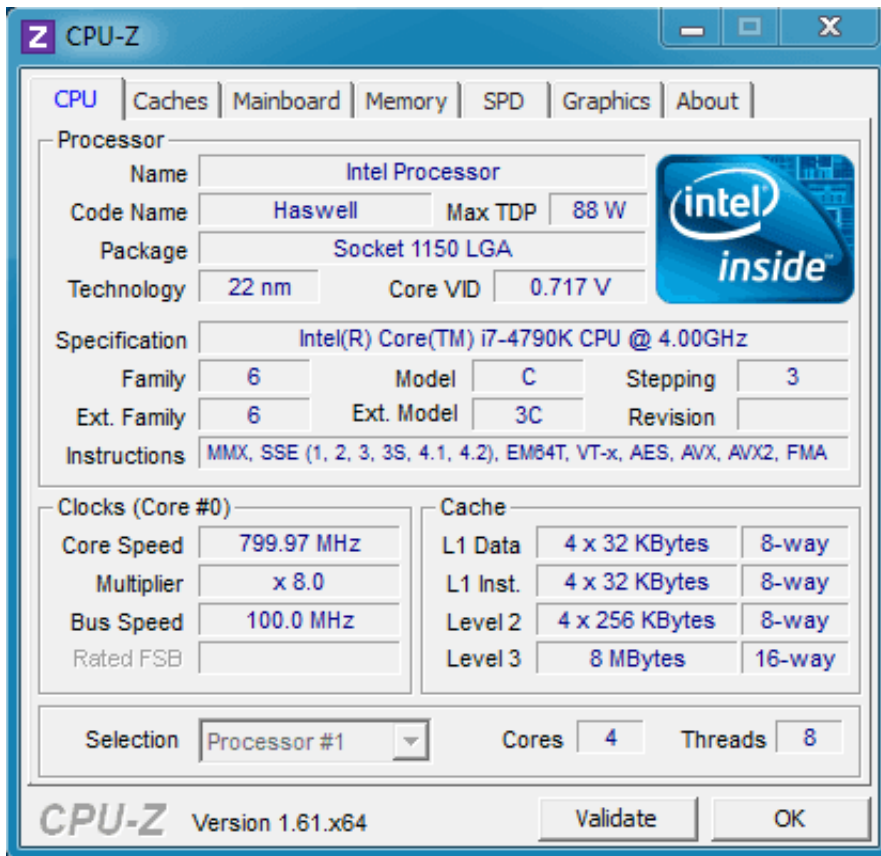 Z CPU-Z
CPU Caches Mainboard Memory SPD Graphics About
Processor
Name Intel Processor
Code Name Haswell Max TDP 88 W
Package Socket 1150 LGA
Technology 22 nm Core VID 0.717 V
intel inside™
Specification Intel(R) Core(TM) i7-4790K CPU @ 4.00GHz
Family 6 Model C Stepping 3
Ext. Family 6 Ext. Model 3C Revision
Instructions MMX, SSE (1, 2, 3, 3S, 4.1, 4.2), EM64T, VT-x, AES, AVX, AVX2, FMA
Clocks (Core #0)
Core Speed 799.97 MHz
Multiplier x 8.0
Bus Speed 100.0 MHz
Rated FSB
Cache
L1 Data 4 x 32 KBytes 8-way
L1 Inst. 4 x 32 KBytes 8-way
Level 2 4 x 256 KBytes 8-way
Level 3 8 MBytes 16-way
Selection Processor #1 Cores 4 Threads 8
CPU-Z Version 1.61.x64 Validate OK